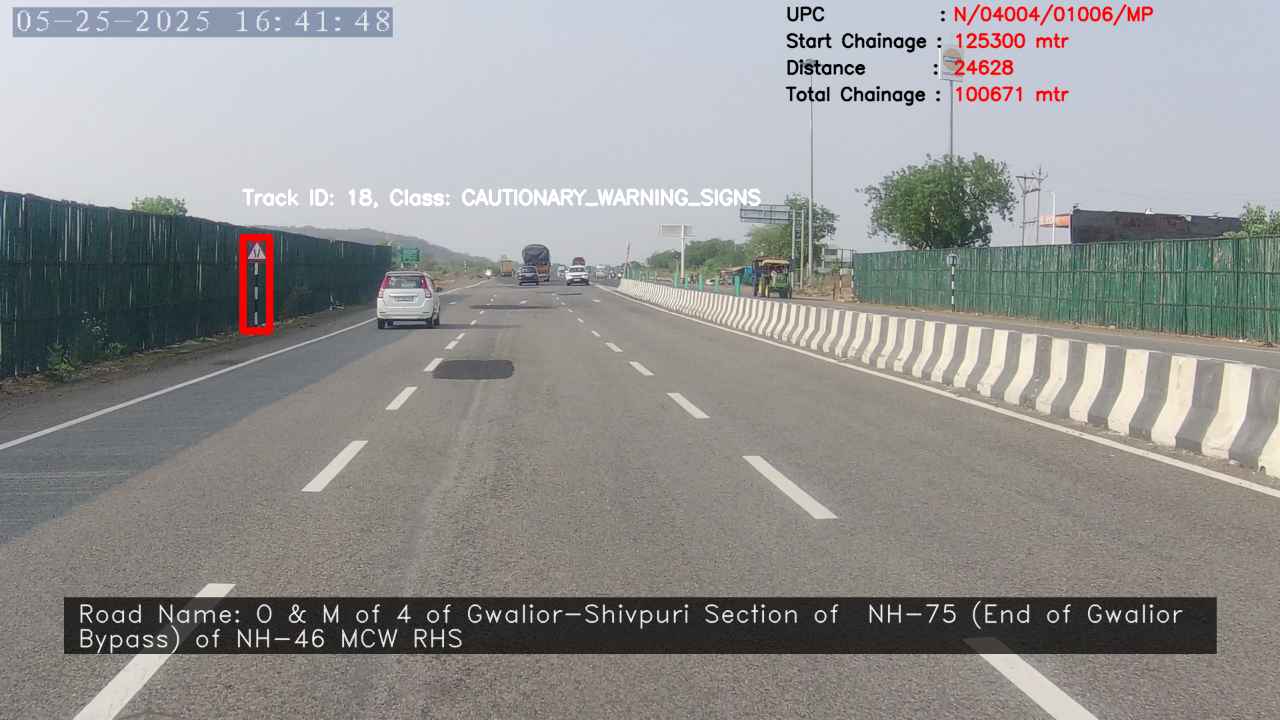 05-25-2025 16:41:48
UPC : N/04004/01006/MP
Start Chainage : 125300 mtr
Distance : 24628
Total Chainage : 100671 mtr
Track ID: 18, Class: CAUTIONARY_WARNING_SIGNS
Road Name: O & M of 4 of Gwalior-Shivpuri Section of NH-75 (End of Gwalior
Bypass) of NH-46 MCW RHS